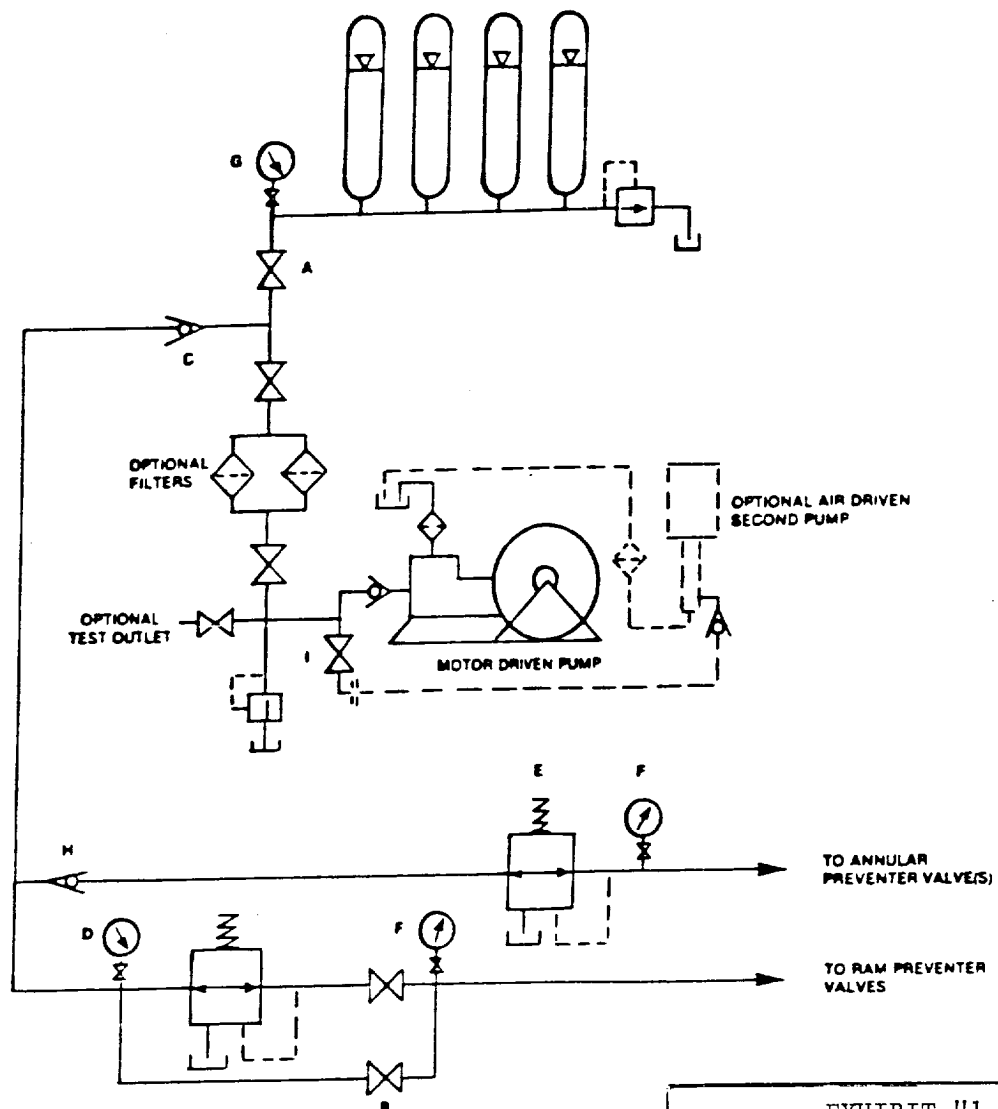 G
A
C
OPTIONAL
FILTERS
OPTIONAL AIR DRIVEN
SECOND PUMP
OPTIONAL
TEST OUTLET
I
MOTOR DRIVEN PUMP
E
F
H
TO ANNULAR
PREVENTER VALVE(S)
D
F
TO RAM PREVENTER
VALVES